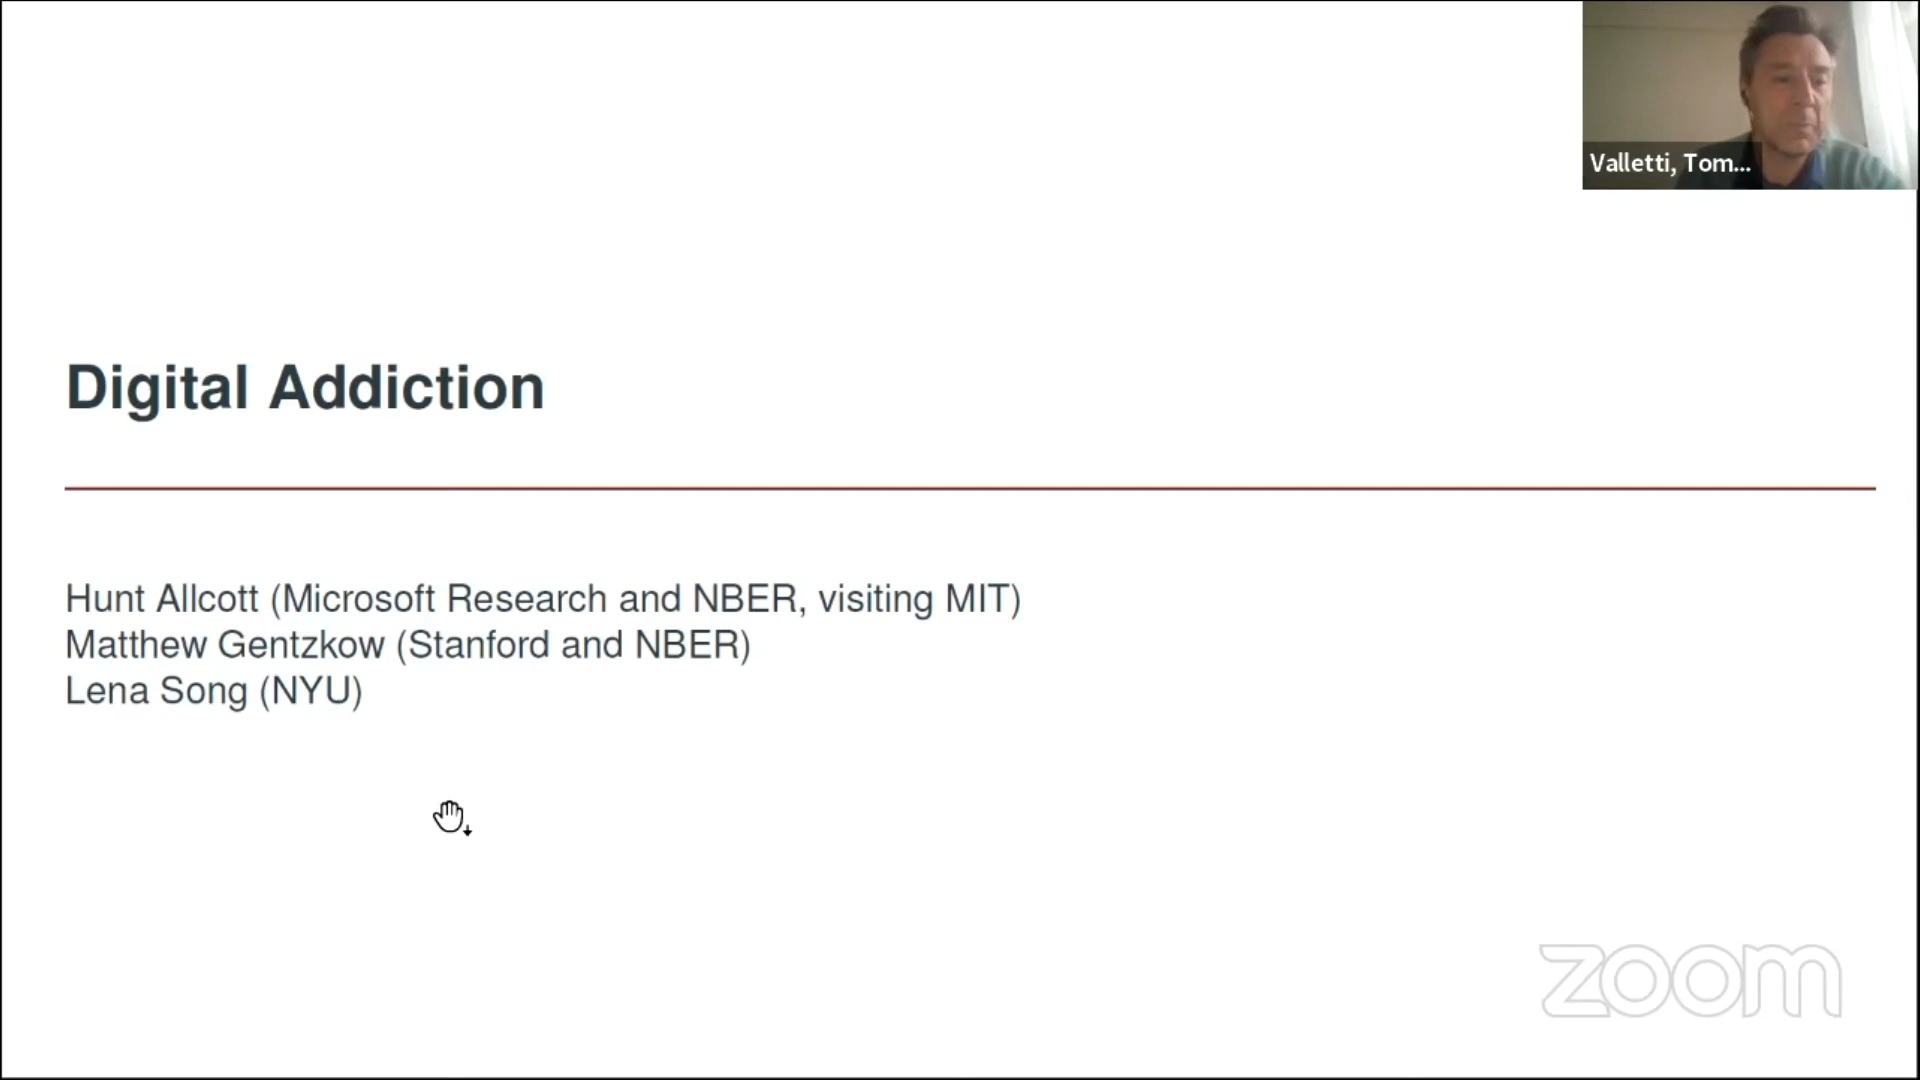 Valletti, Tom...
Digital Addiction
Hunt Allcott (Microsoft Research and NBER, visiting MIT)
Matthew Gentzkow (Stanford and NBER)
Lena Song (NYU)
zoom